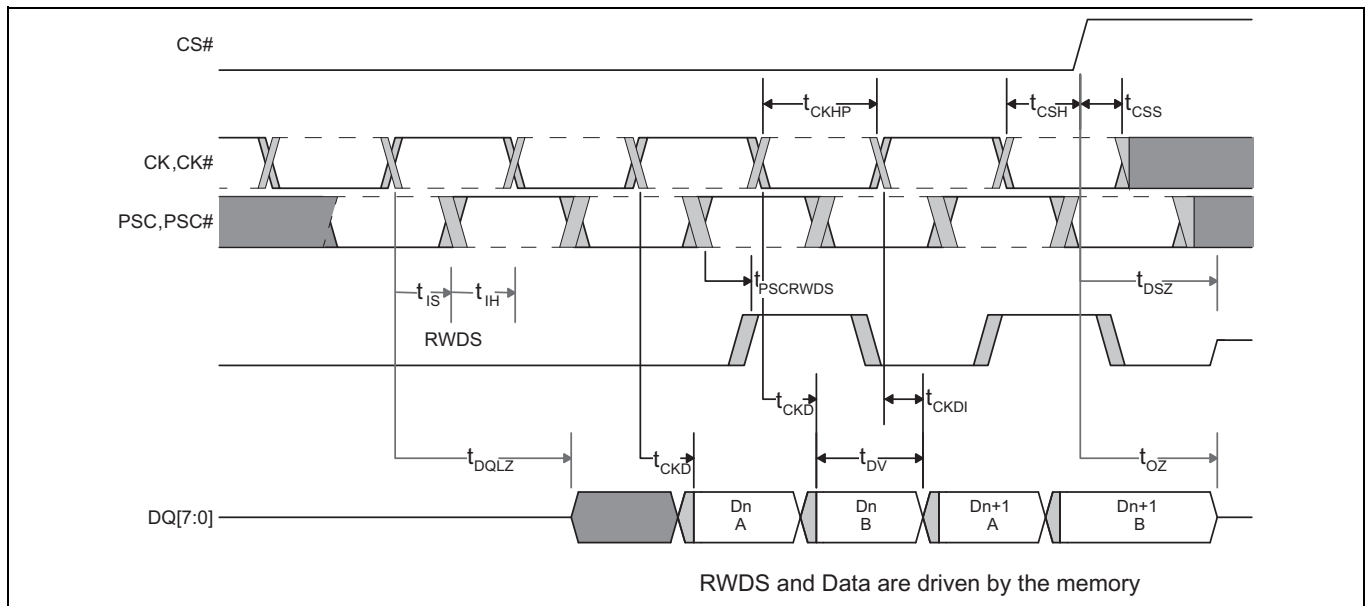 CS#
tCKHP
tCSH
tCSS
CK,CK#
PSC,PSC#
tIS
tIH
tPSCRWDS
tDSZ
RWDS
tCKD
tCKDI
tDQLZ
tCKD
tDV
tOZ
DQ[7:0]
Dn
A
Dn
B
Dn+1
A
Dn+1
B
RWDS and Data are driven by the memory